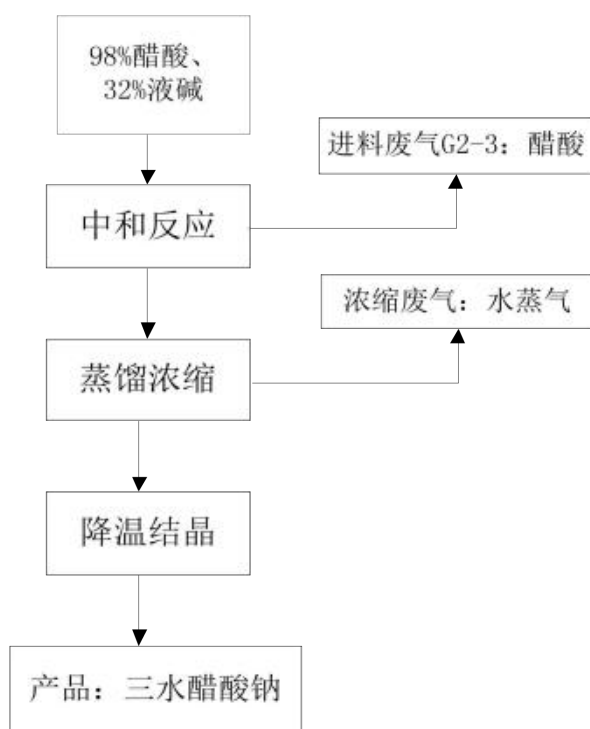 98%醋酸、
32%液碱
进料废气G2-3：醋酸
中和反应
浓缩废气：水蒸气
蒸馏浓缩
降温结晶
产品：三水醋酸钠